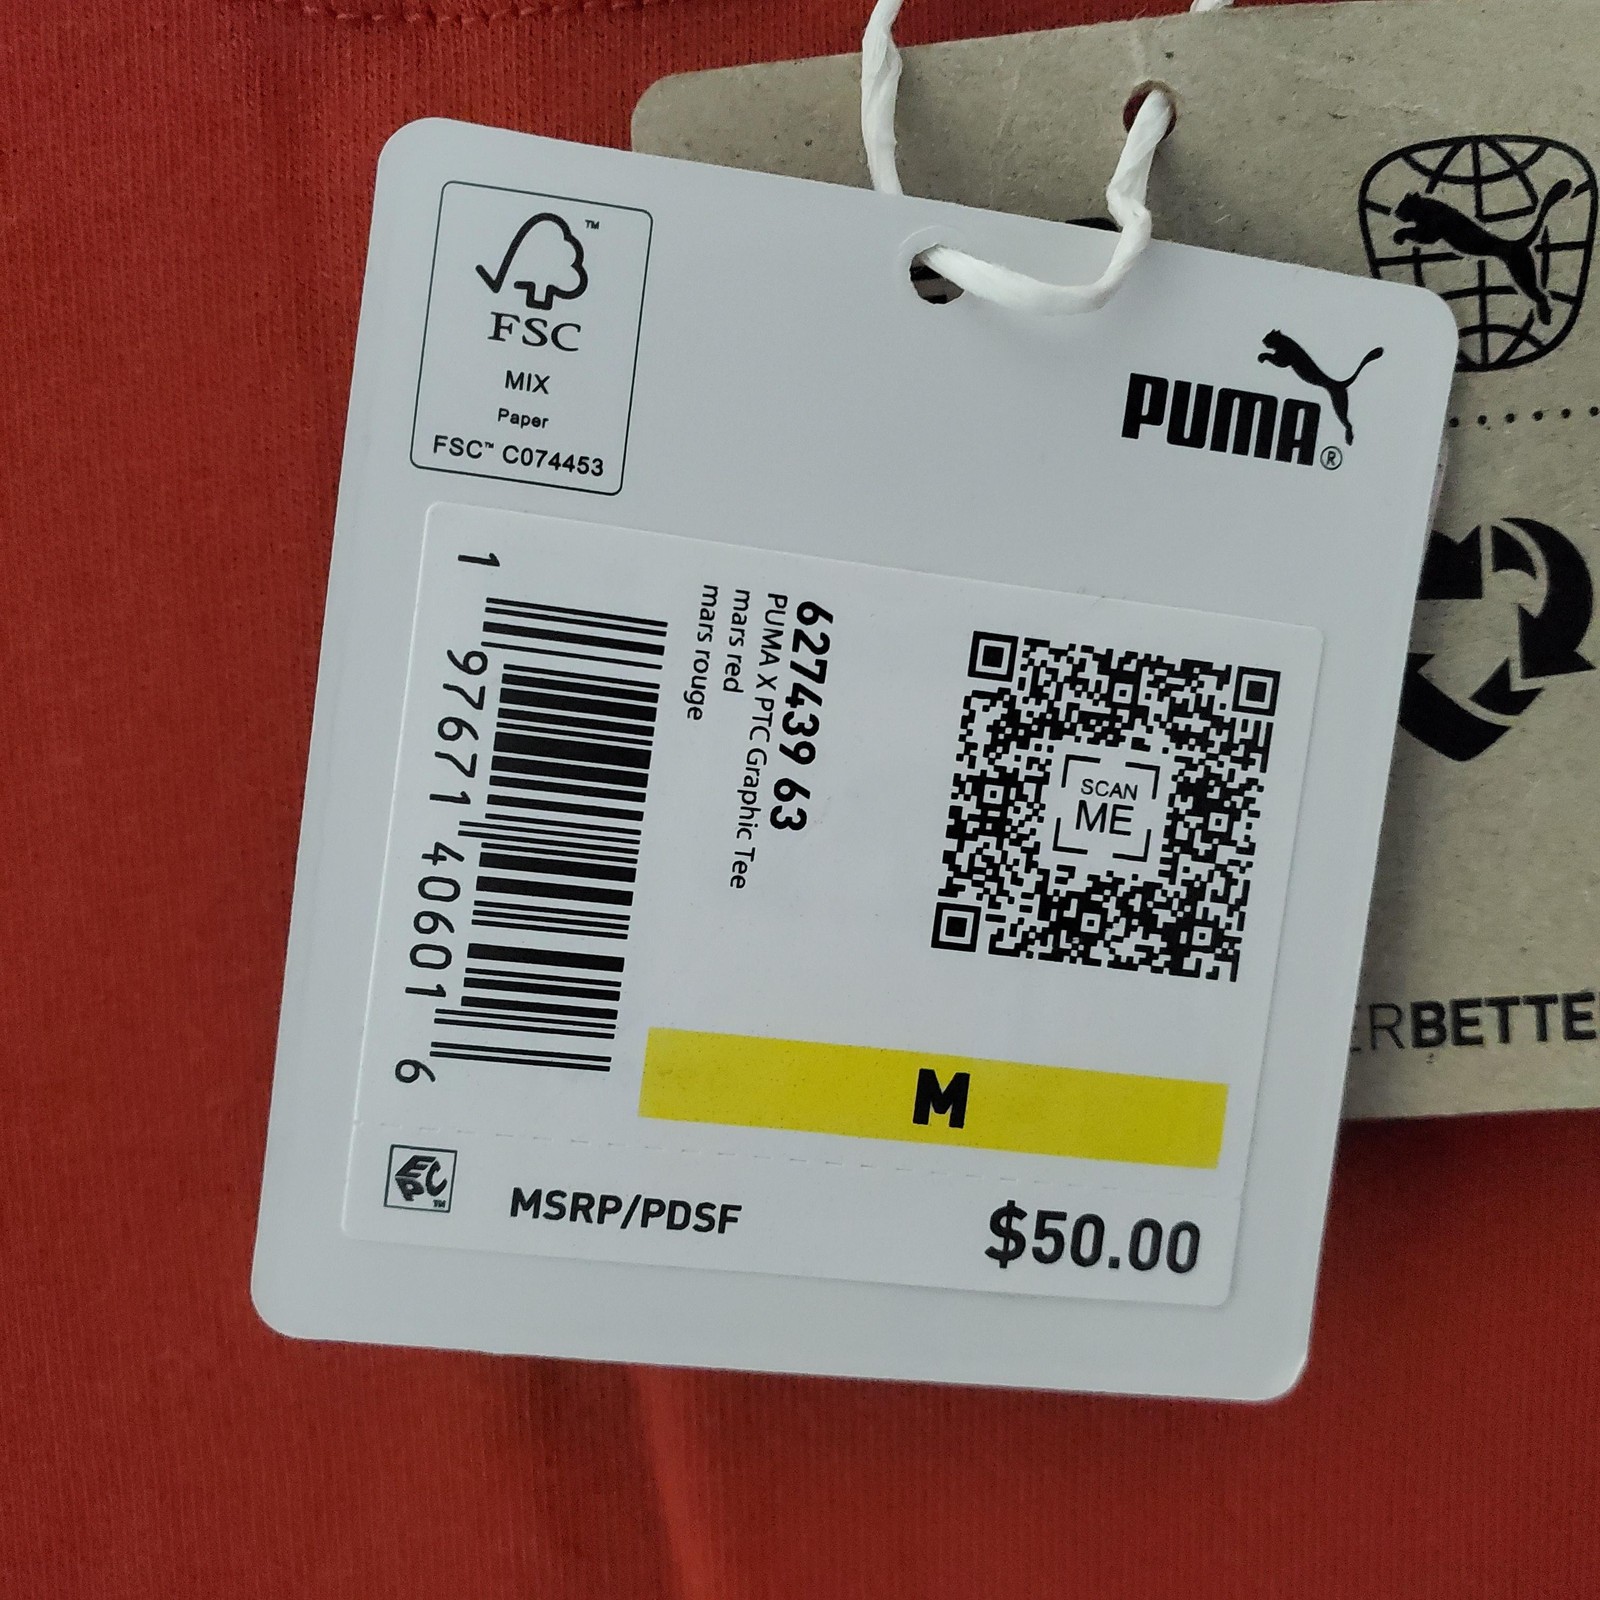 FSC
MIX
Paper
FSC™ C074453
PUMA®
627439 63
PUMA X PTC Graphic Tee
mars red
mars rouge
1 97671 40601 6
SCAN
ME
M
EPC™
MSRP/PDSF
$50.00
ERBETTE